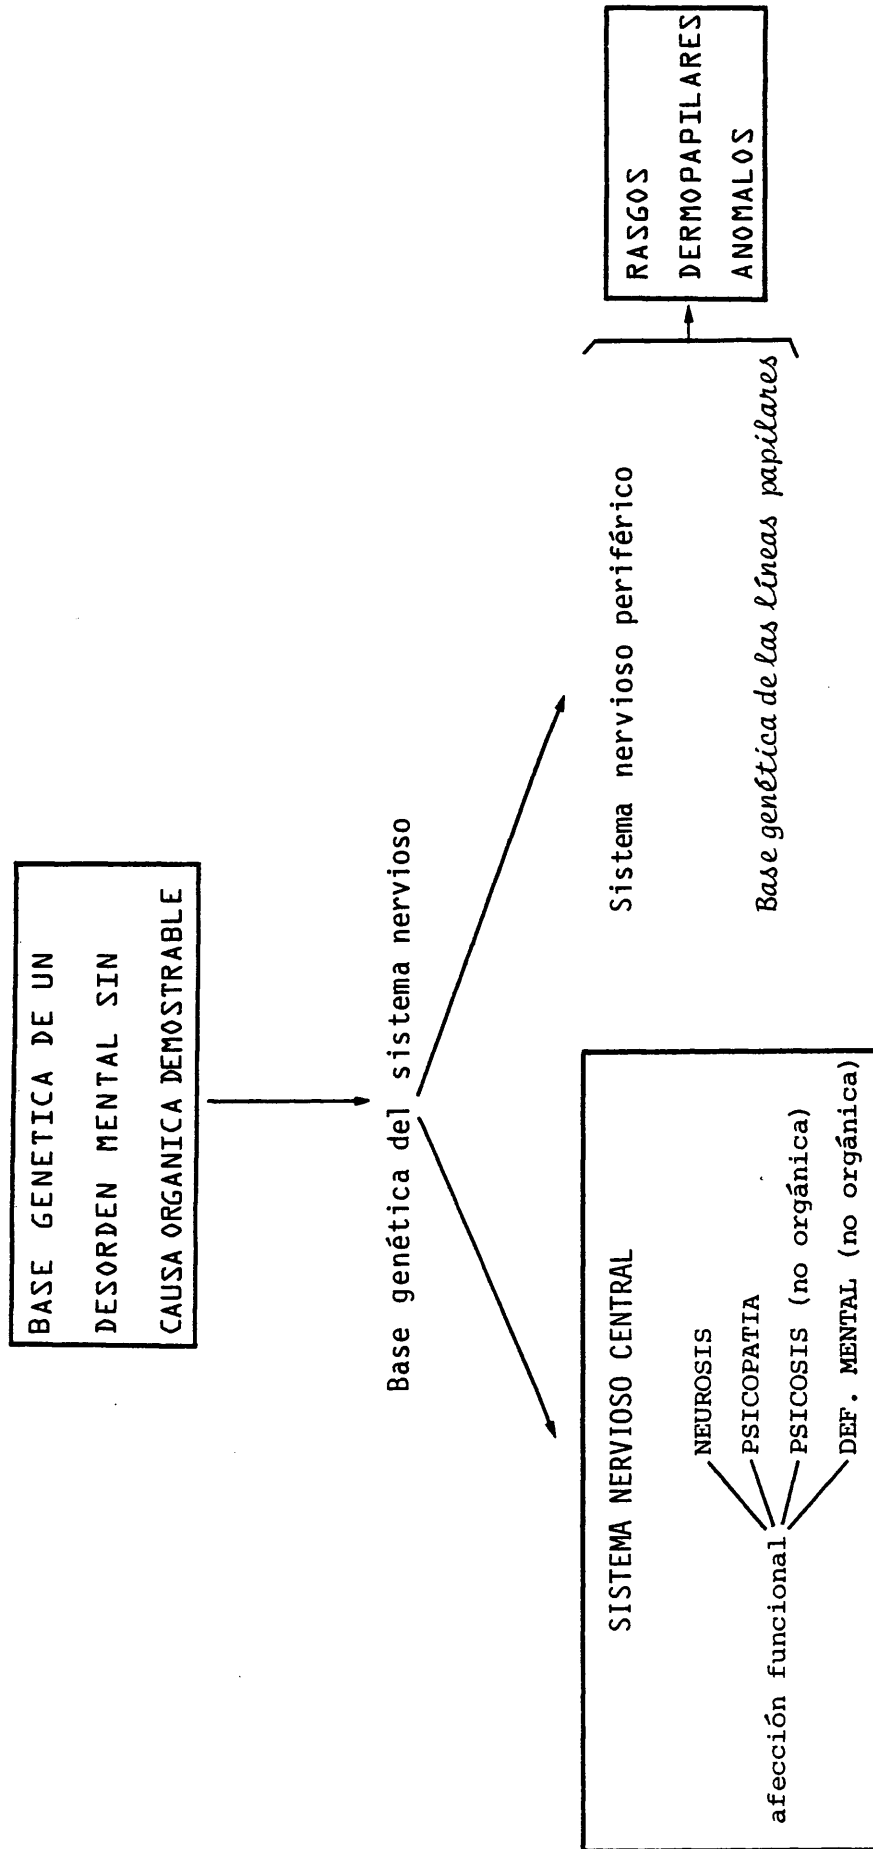 BASE GENETICA DE UN
DESORDEN MENTAL SIN
CAUSA ORGANICA DEMOSTRABLE
Base genética del sistema nervioso
SISTEMA NERVIOSO CENTRAL
NEUROSIS
PSICOPATIA
afección funcional
PSICOSIS (no orgánica)
DEF. MENTAL (no orgánica)
Sistema nervioso periférico
Base genética de las líneas papilares
RASGOS
DERMOPAPILARES
ANOMALOS